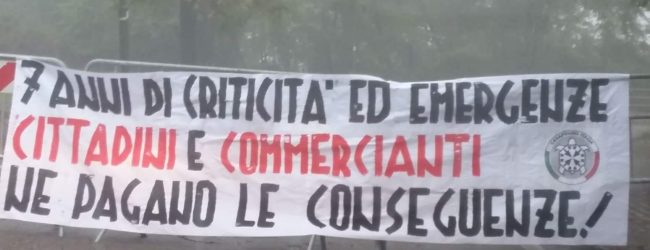 7 ANNI DI CRITICITA' ED EMERGENZE
CITTADINI E COMMERCIANTI
NE PAGANO LE CONSEGUENZE!